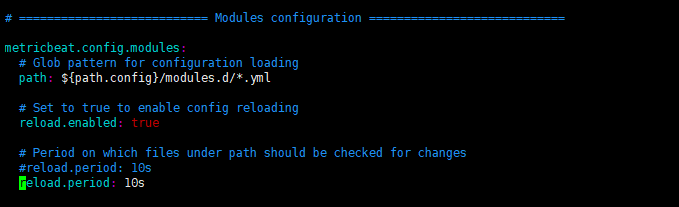 # =========================== Modules configuration ============================
metricbeat.config.modules:
# Glob pattern for configuration loading
path: ${path.config}/modules.d/*.yml
# Set to true to enable config reloading
reload.enabled: true
# Period on which files under path should be checked for changes
#reload.period: 10s
reload.period: 10s